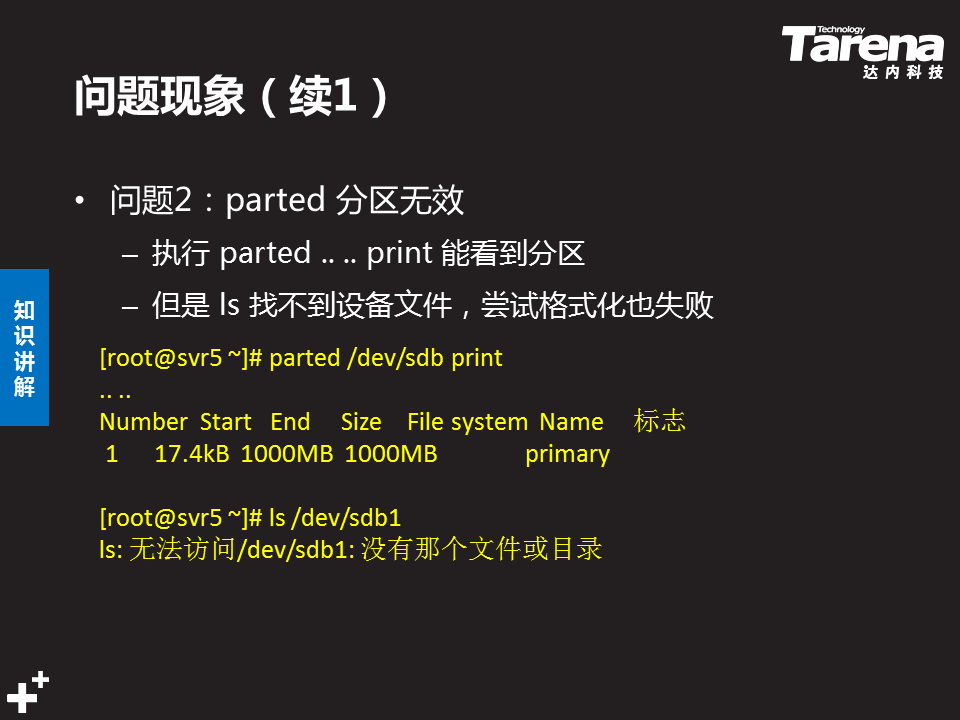 Technology
Tarena
达内科技
问题现象（续1）
• 问题2：parted 分区无效
– 执行 parted .. .. print 能看到分区
– 但是 ls 找不到设备文件，尝试格式化也失败
知识讲解
[root@svr5 ~]# parted /dev/sdb print
.. ..
Number Start End Size File system Name 标志
1 17.4kB 1000MB 1000MB primary
[root@svr5 ~]# ls /dev/sdb1
ls: 无法访问/dev/sdb1: 没有那个文件或目录